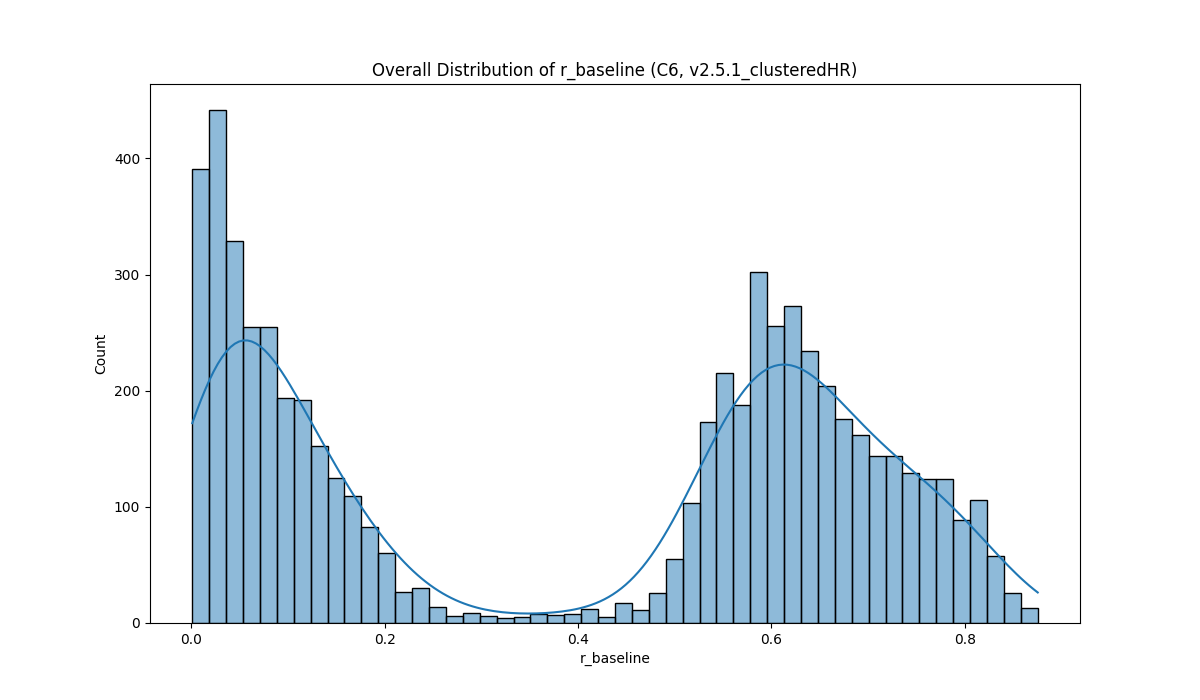 Overall Distribution of r_baseline (C6, v2.5.1_clusteredHR)
Count
400
300
200
100
0
0.0 0.2 0.4 0.6 0.8
r_baseline